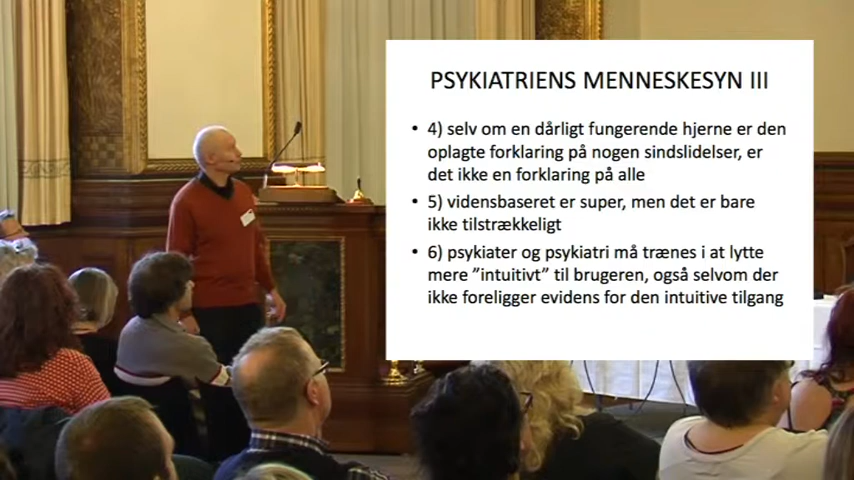 PSYKIATRIENS MENNESKESYN III
• 4) selv om en dårligt fungerende hjerne er den
oplagte forklaring på nogen sindslidelser, er
det ikke en forklaring på alle
• 5) vidensbaseret er super, men det er bare
ikke tilstrækkeligt
• 6) psykiater og psykiatri må trænes i at lytte
mere ”intuitivt” til brugeren, også selvom der
ikke foreligger evidens for den intuitive tilgang